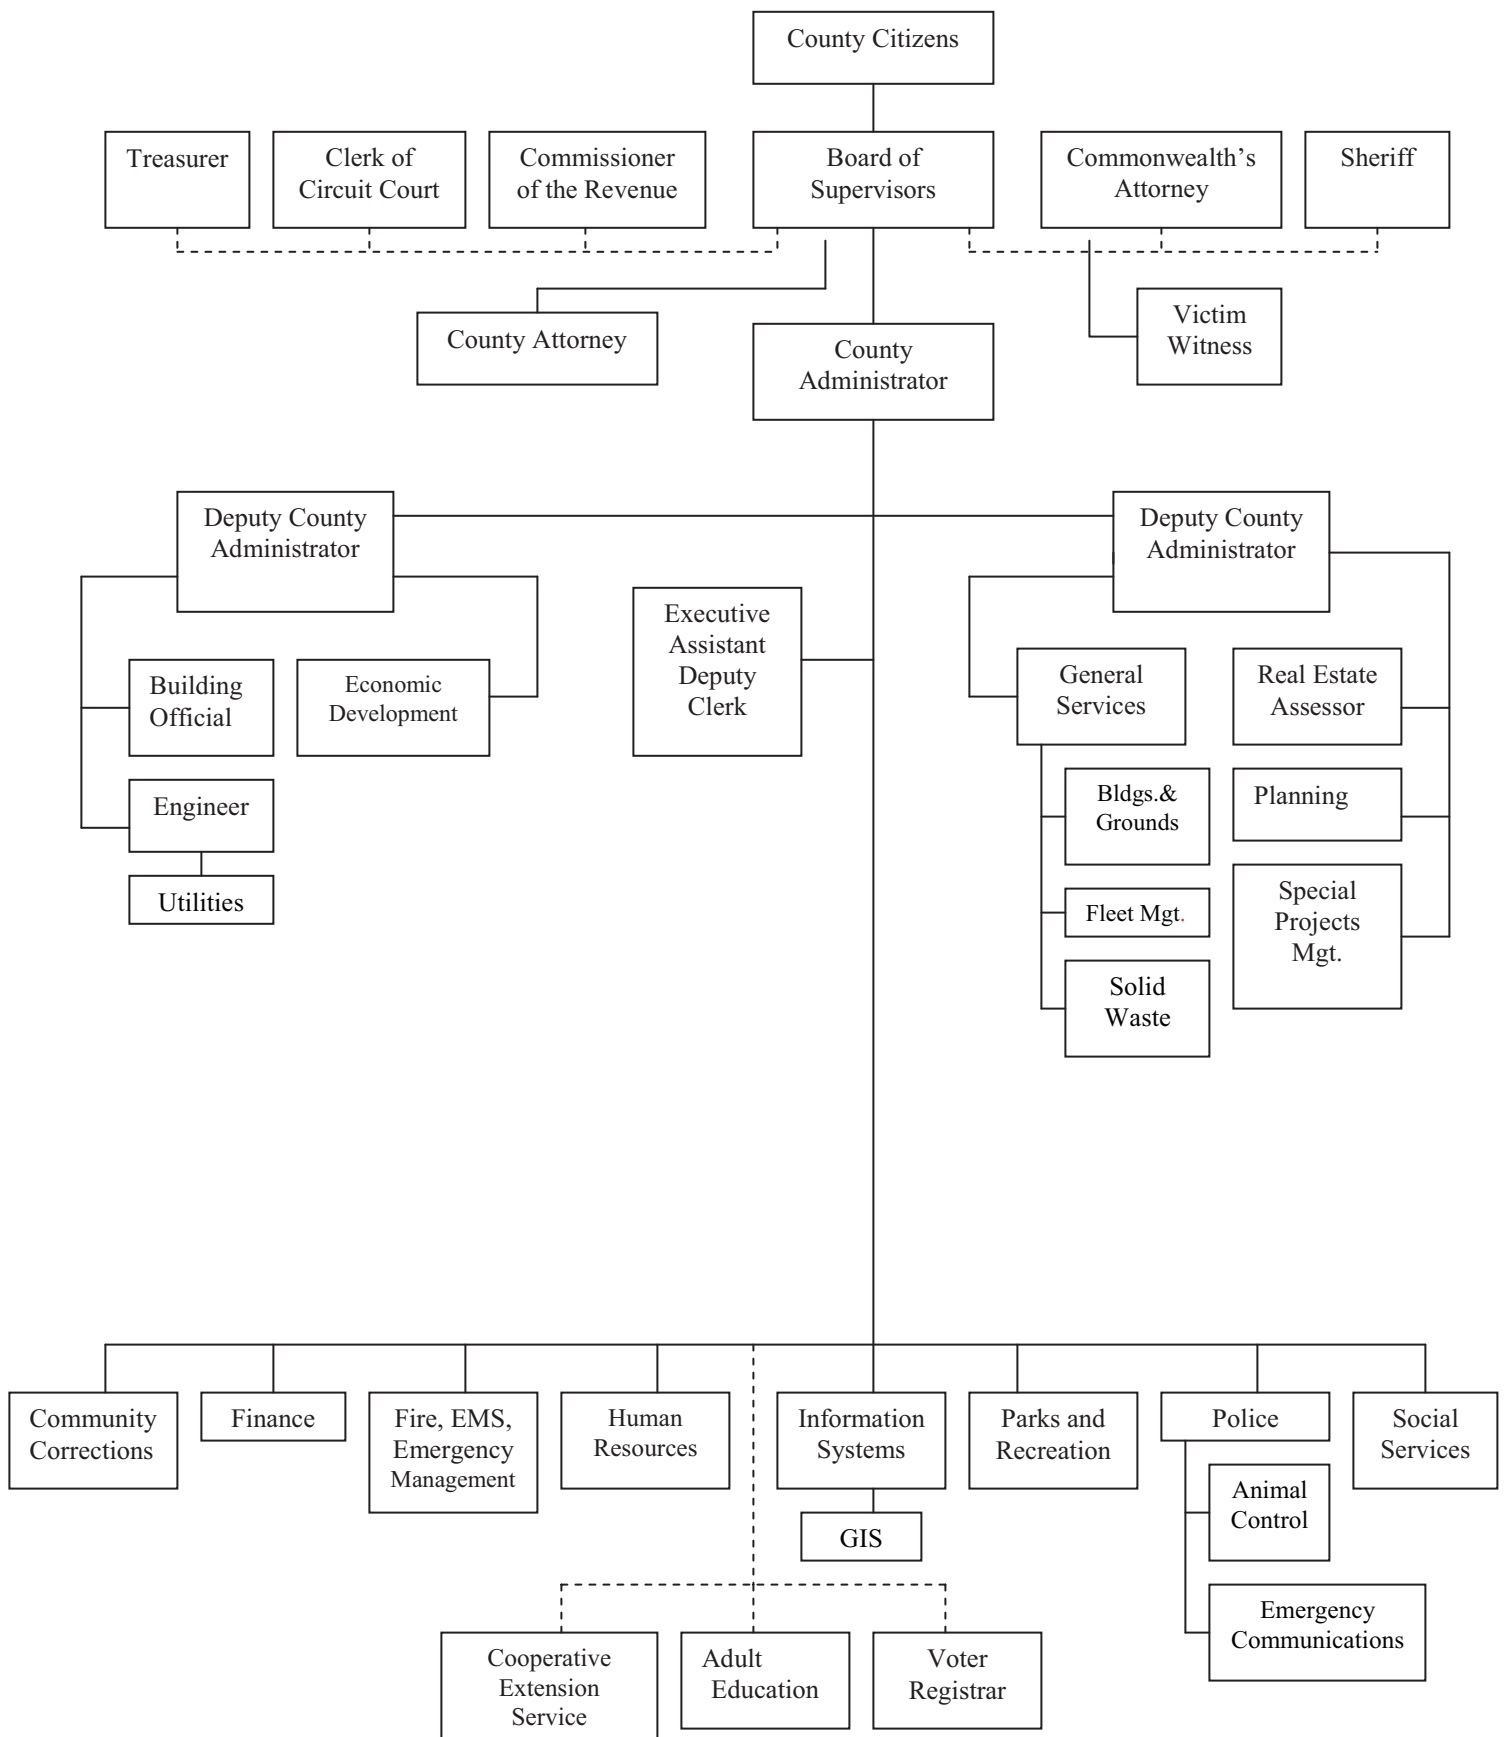 County Citizens
Treasurer
Clerk of
Circuit Court
Commissioner
of the Revenue
Board of
Supervisors
Commonwealth’s
Attorney
Sheriff
County Attorney
County
Administrator
Victim
Witness
Deputy County
Administrator
Deputy County
Administrator
Executive
Assistant
Deputy
Clerk
Building
Official
Economic
Development
General
Services
Real Estate
Assessor
Engineer
Bldgs.&
Grounds
Planning
Utilities
Fleet Mgt.
Special
Projects
Mgt.
Solid
Waste
Community
Corrections
Finance
Fire, EMS,
Emergency
Management
Human
Resources
Information
Systems
Parks and
Recreation
Police
Social
Services
Animal
Control
GIS
Emergency
Communications
Cooperative
Extension
Service
Adult
Education
Voter
Registrar